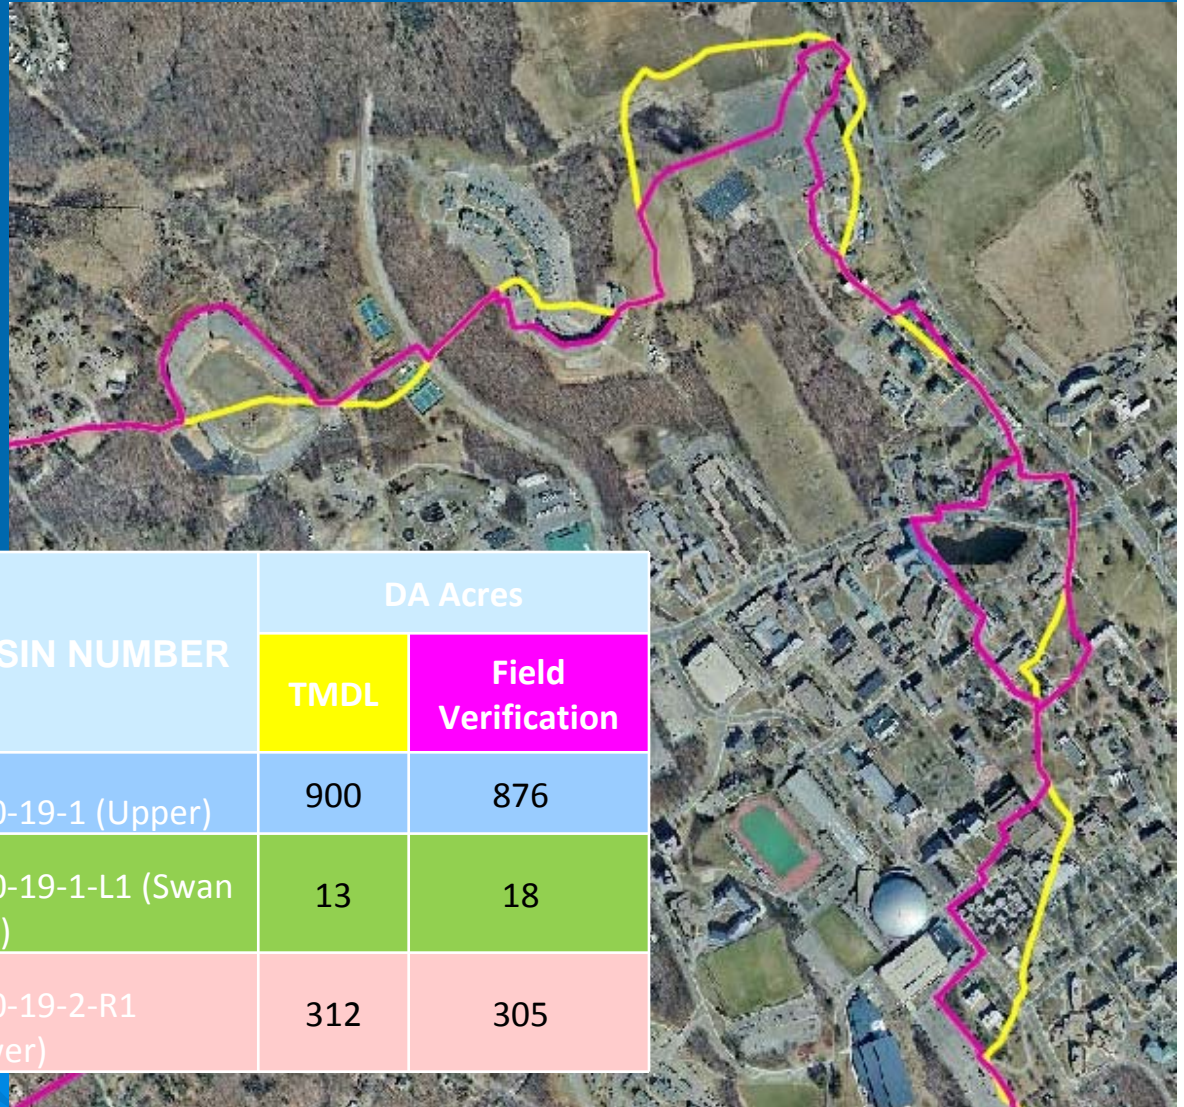 SIN NUMBER
DA Acres
TMDL
Field
Verification
0-19-1 (Upper)
900
876
0-19-1-L1 (Swan
)
13
18
0-19-2-R1
ver)
312
305